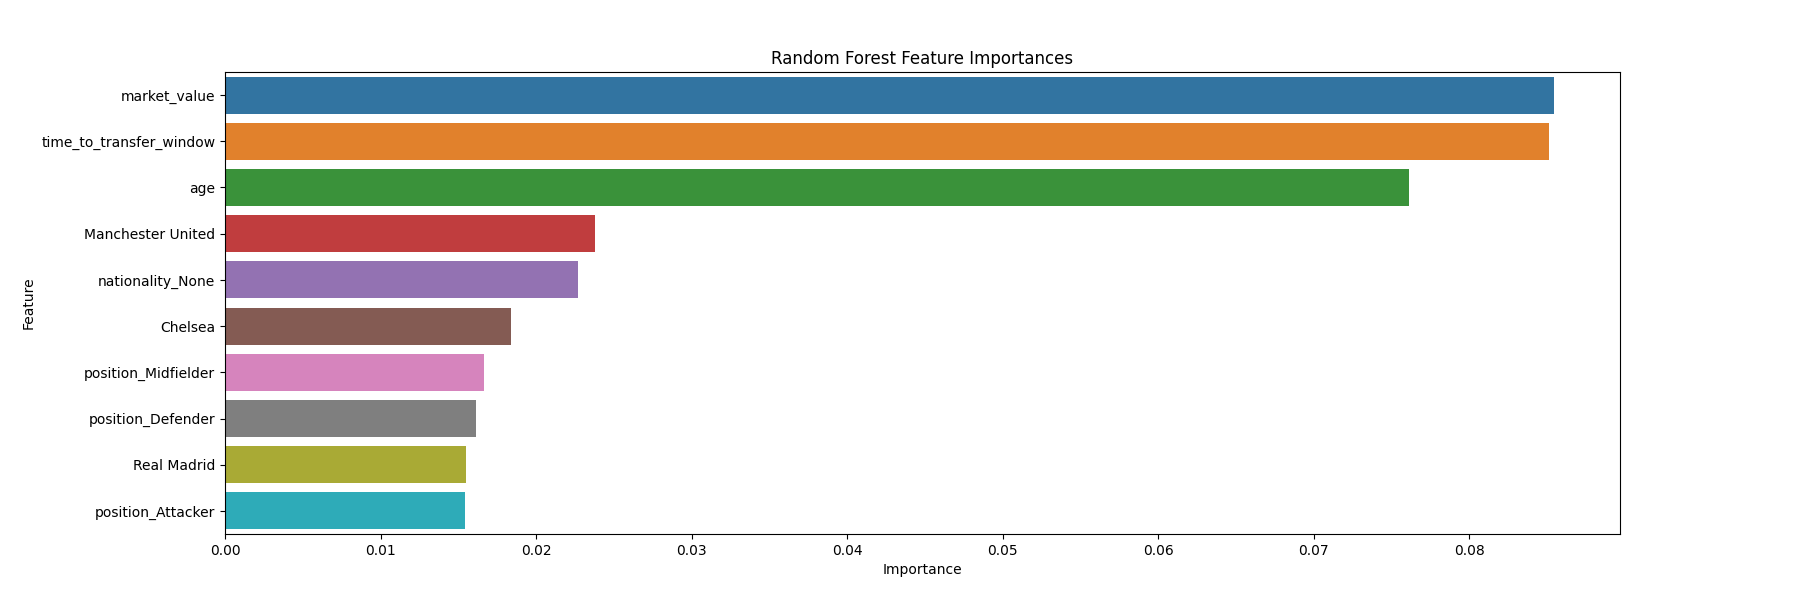 Random Forest Feature Importances
market_value
time_to_transfer_window
age
Manchester United
nationality_None
Chelsea
position_Midfielder
position_Defender
Real Madrid
position_Attacker
Feature
0.00 0.01 0.02 0.03 0.04 0.05 0.06 0.07 0.08
Importance